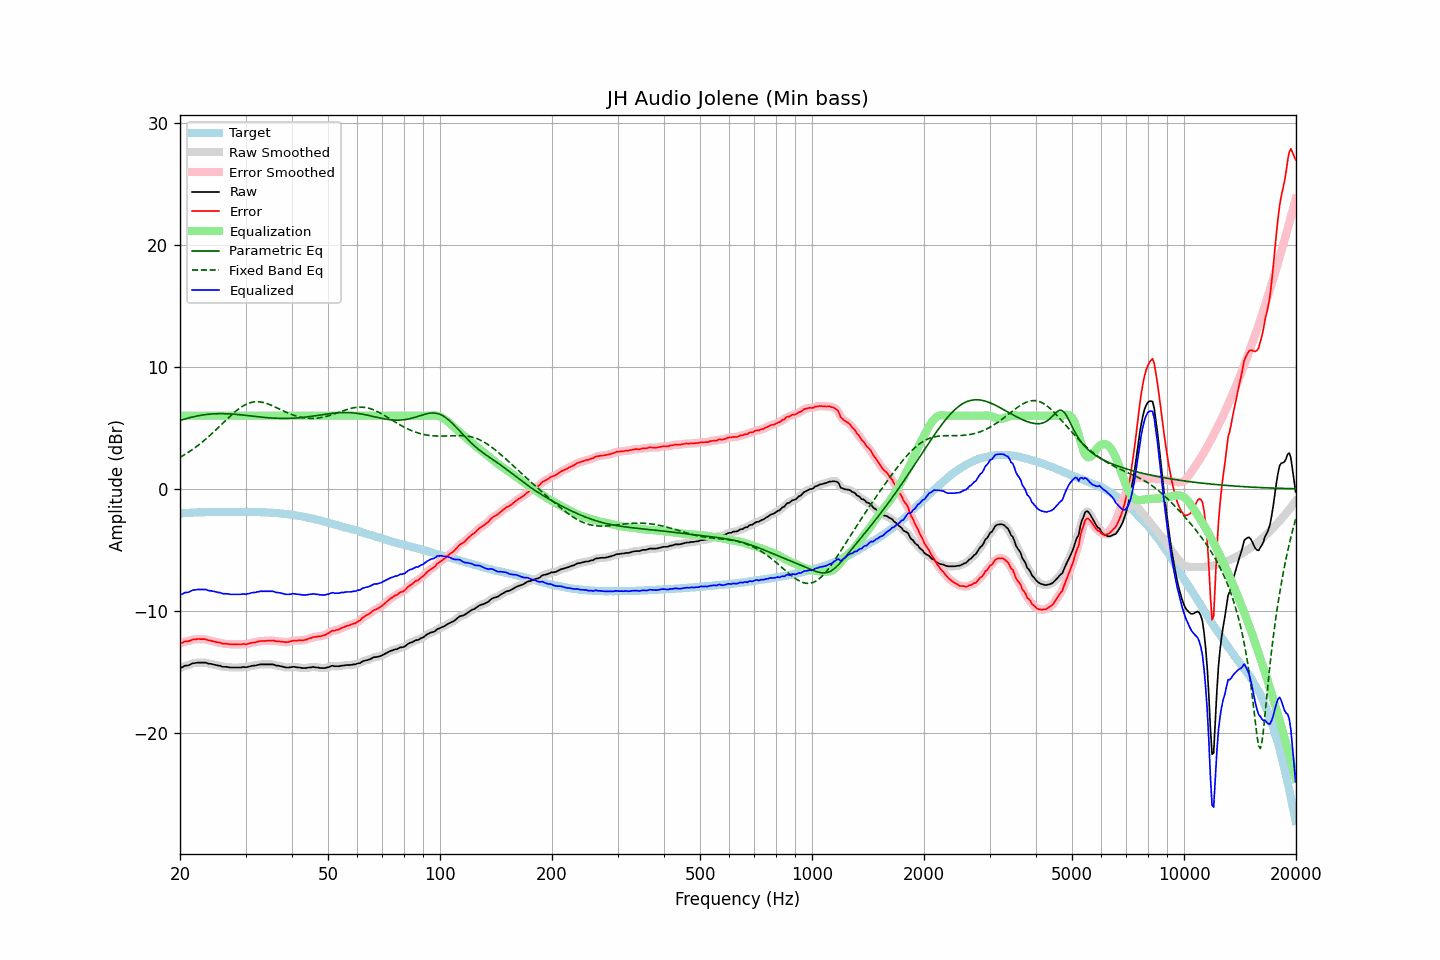 JH Audio Jolene (Min bass)
Target
Raw Smoothed
Error Smoothed
Raw
Error
Equalization
Parametric Eq
Fixed Band Eq
Equalized
30
20
10
0
−10
−20
Amplitude (dBr)
20 50 100 200 500 1000 2000 5000 10000 20000
Frequency (Hz)